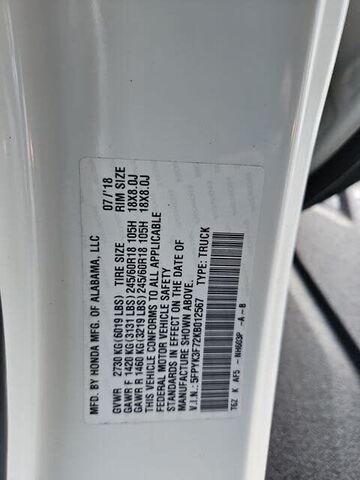 MFD. BY HONDA MFG. OF ALABAMA, LLC 07/'18
GVWR 2730 KG (6019 LBS) TIRE SIZE RIM SIZE
GAWR F 1420 KG (3131 LBS) 245/60R18 105H 18X8.0J
GAWR R 1460 KG (3219 LBS) 245/60R18 105H 18X8.0J
THIS VEHICLE CONFORMS TO ALL APPLICABLE
FEDERAL MOTOR VEHICLE SAFETY
STANDARDS IN EFFECT ON THE DATE OF
MANUFACTURE SHOWN ABOVE.
V.I.N.: 5FPYK3F72KB012567 TYPE: TRUCK
TGZ K AF5 -NH603P -A -B